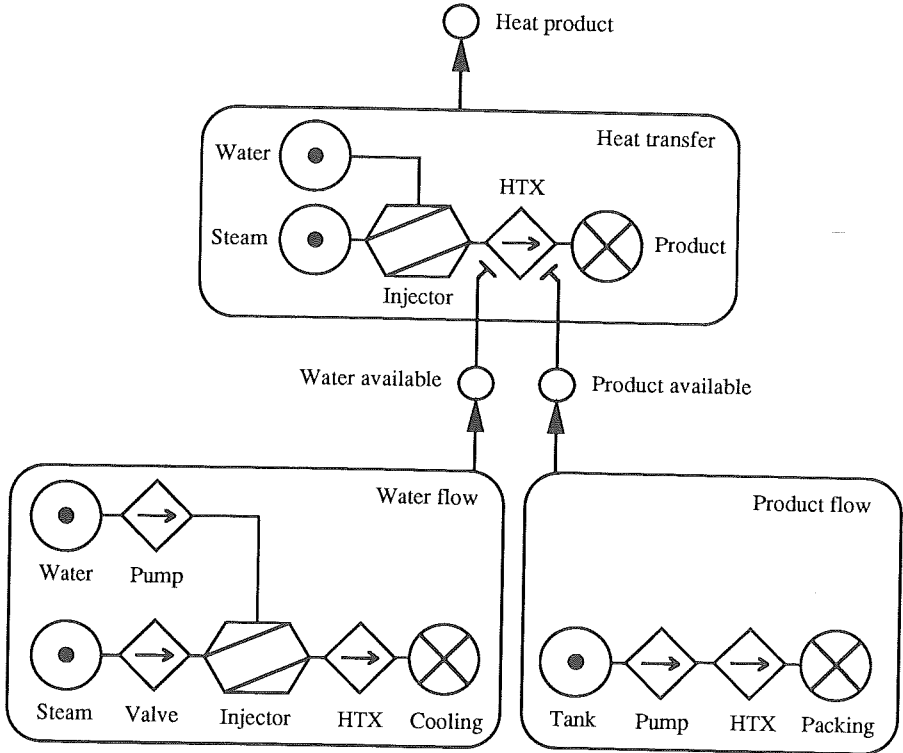 Heat product
Heat transfer
Water
HTX
Steam
Product
Injector
Water available
Product available
Water flow
Product flow
Water
Pump
Steam
Valve
Injector
HTX
Cooling
Tank
Pump
HTX
Packing